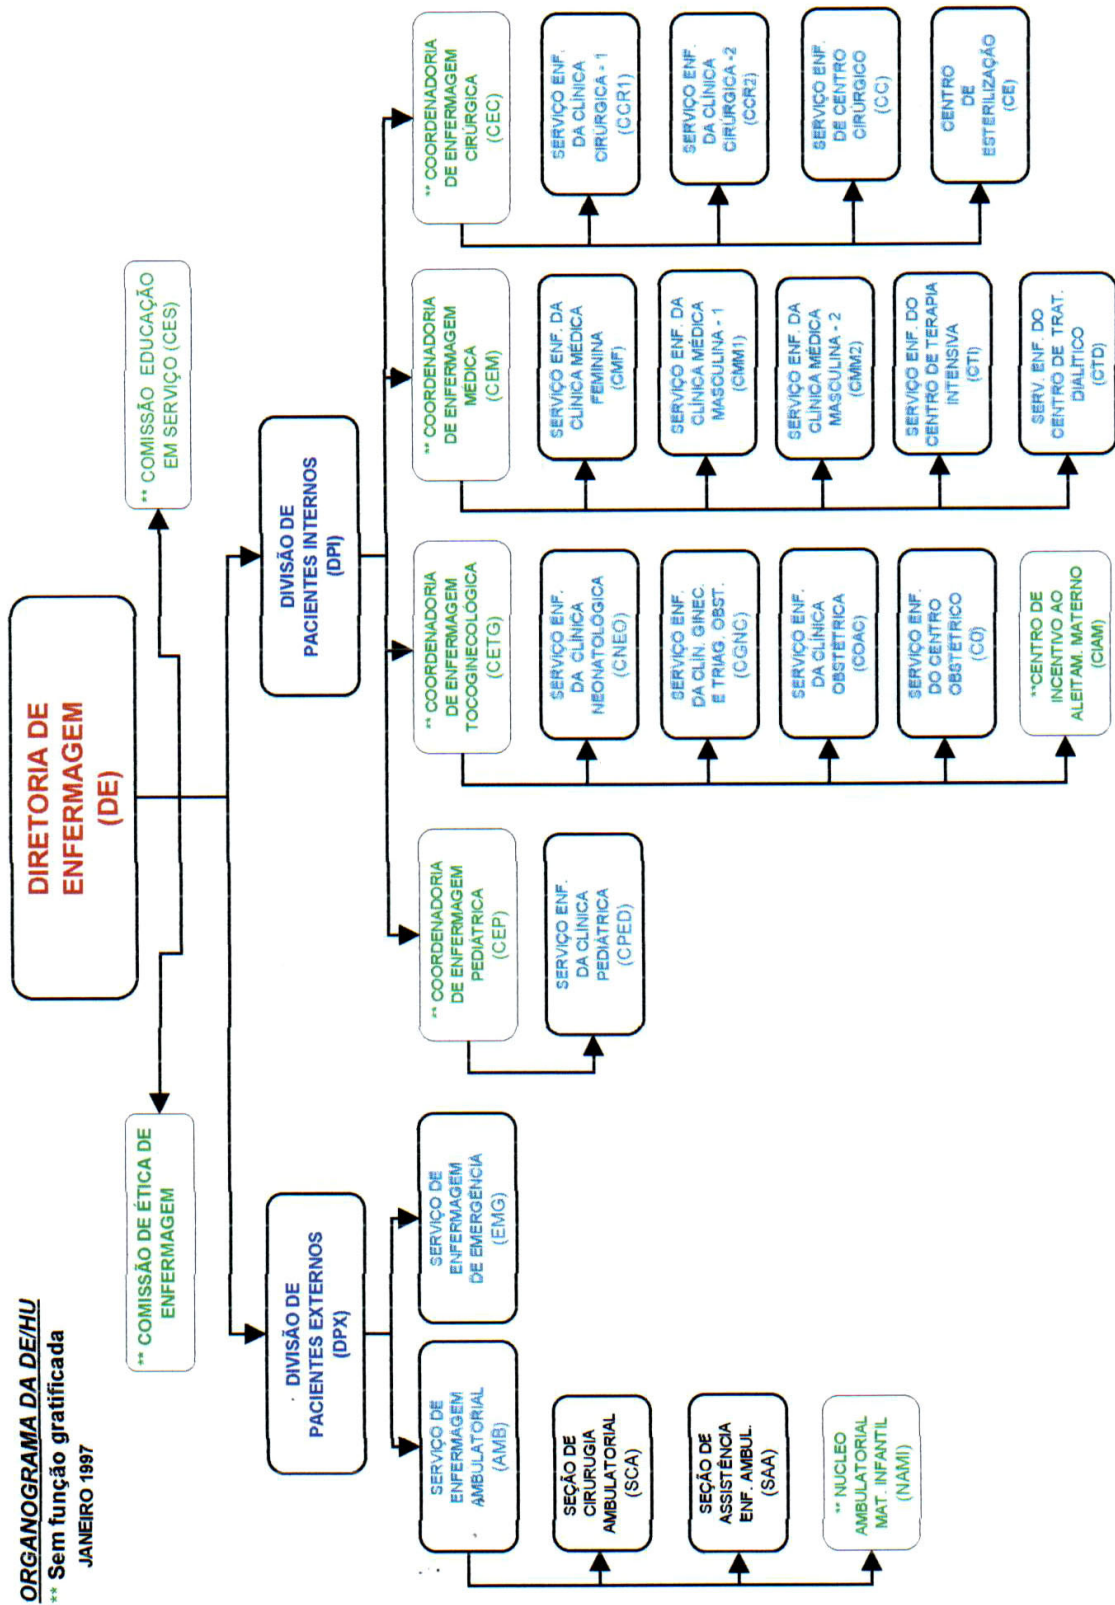 ORGANOGRAMA DA DE/HU
** Sem função gratificada
JANEIRO 1997
DIRETORIA DE
ENFERMAGEM
(DE)
** COMISSÃO DE ÉTICA DE
ENFERMAGEM
** COMISSÃO EDUCAÇÃO
EM SERVIÇO (CES)
DIVISÃO DE
PACIENTES EXTERNOS
(DPX)
DIVISÃO DE
PACIENTES INTERNOS
(DPI)
SERVIÇO DE
ENFERMAGEM
AMBULATORIAL
(AMB)
SERVIÇO DE
ENFERMAGEM
DE EMERGÊNCIA
(EMG)
SEÇÃO DE
CIRURUGIA
AMBULATORIAL
(SCA)
SEÇÃO DE
ASSISTÊNCIA
ENF. AMBUL.
(SAA)
** NUCLEO
AMBULATORIAL
MAT. INFANTIL
(NAMI)
** COORDENADORIA
DE ENFERMAGEM
PEDIÁTRICA
(CEP)
SERVIÇO ENF.
DA CLÍNICA
PEDIÁTRICA
(CPED)
** COORDENADORIA
DE ENFERMAGEM
TOCOGINECOLÓGICA
(CETG)
SERVIÇO ENF.
DA CLÍNICA
NEONATOLÓGICA
(CNEO)
SERVIÇO ENF.
DA CLÍN. GINEC.
E TRIAG. OBST.
(CGNC)
SERVIÇO ENF.
DA CLÍNICA
OBSTÉTRICA
(COAC)
SERVIÇO ENF.
DO CENTRO
OBSTÉTRICO
(C0)
**CENTRO DE
INCENTIVO AO
ALEITAM. MATERNO
(CIAM)
** COORDENADORIA
DE ENFERMAGEM
MÉDICA
(CEM)
SERVIÇO ENF. DA
CLÍNICA MÉDICA
FEMININA
(CMF)
SERVIÇO ENF. DA
CLÍNICA MÉDICA
MASCULINA - 1
(CMM1)
SERVIÇO ENF. DA
CLÍNICA MÉDICA
MASCULINA - 2
(CMM2)
SERVIÇO ENF. DO
CENTRO DE TERAPIA
INTENSIVA
(CTI)
SERV. ENF. DO
CENTRO DE TRAT.
DIALÍTICO
(CTD)
** COORDENADORIA
DE ENFERMAGEM
CIRÚRGICA
(CEC)
SERVIÇO ENF.
DA CLÍNICA
CIRÚRGICA - 1
(CCR1)
SERVIÇO ENF.
DA CLÍNICA
CIRÚRGICA -2
(CCR2)
SERVIÇO ENF.
DE CENTRO
CIRÚRGICO
(CC)
CENTRO
DE
ESTERILIZAÇÃO
(CE)